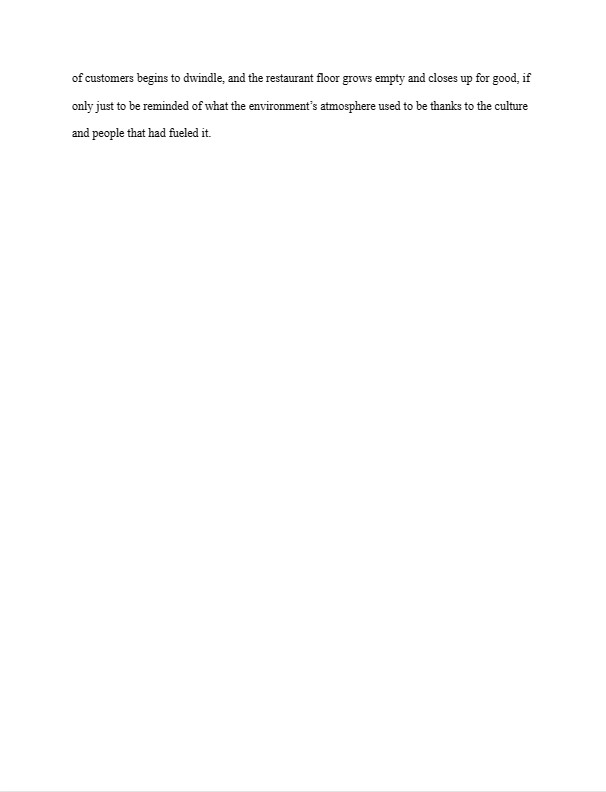 of customers begins to dwindle, and the restaurant floor grows empty and closes up for good, if
only just to be reminded of what the environment’s atmosphere used to be thanks to the culture
and people that had fueled it.